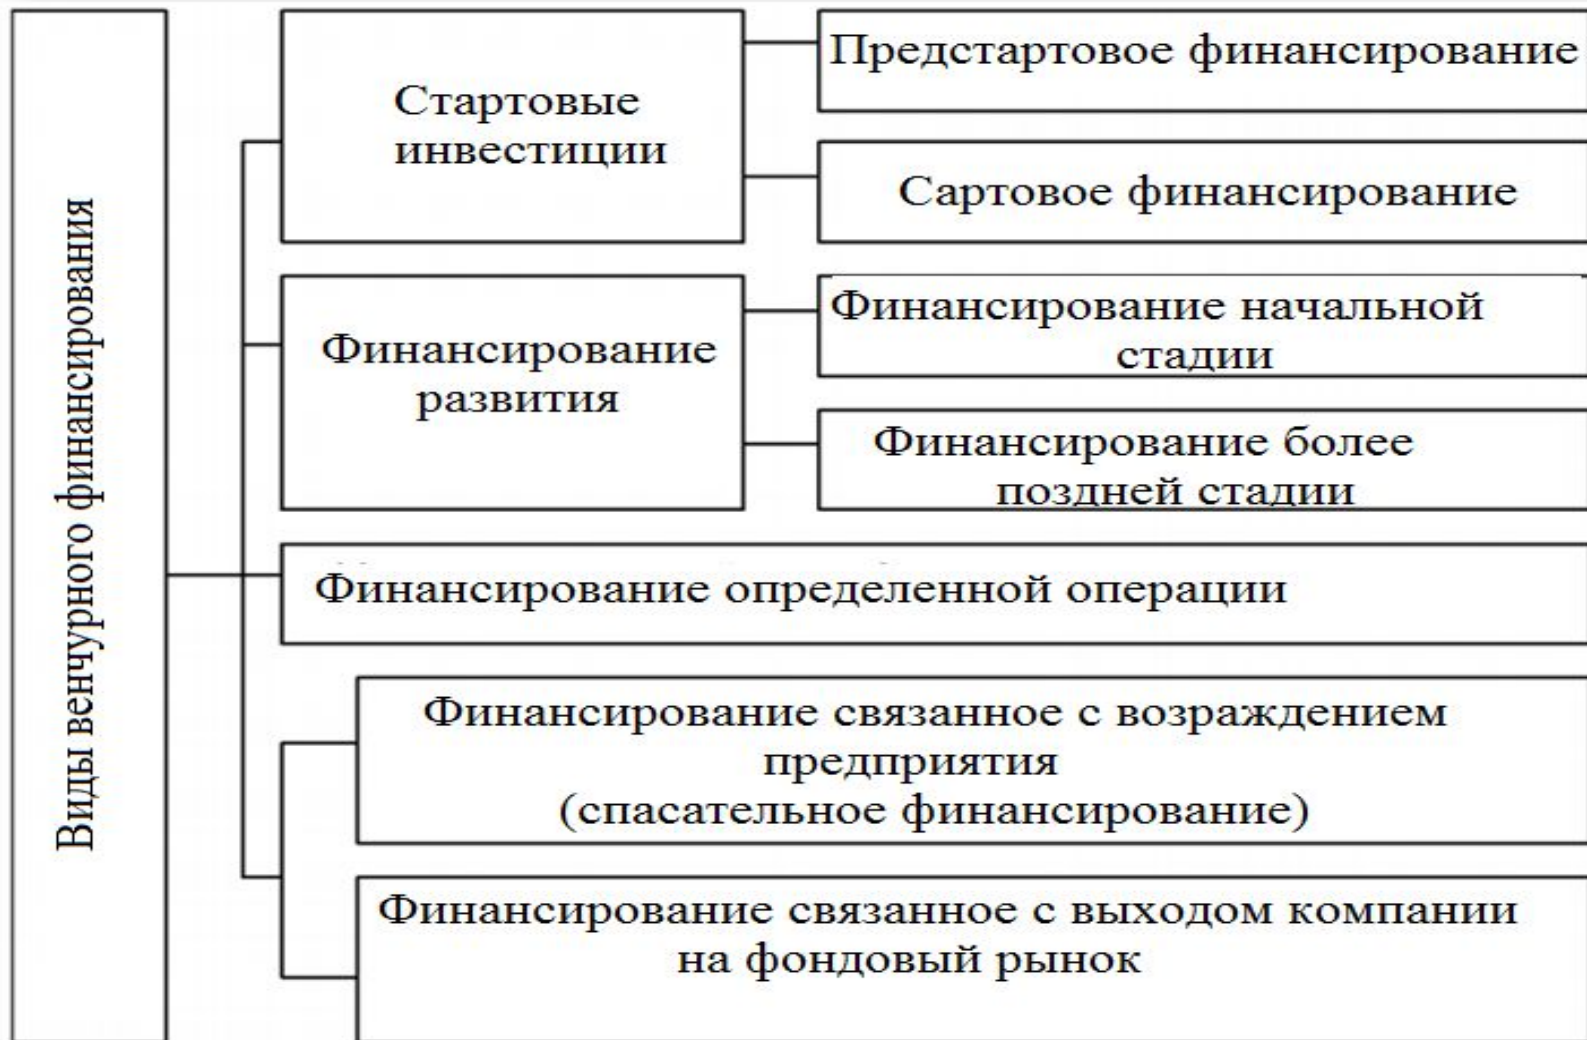 Виды венчурного финансирования
Стартовые
инвестиции
Предстартовое финансирование
Сартовое финансирование
Финансирование
развития
Финансирование начальной
стадии
Финансирование более
поздней стадии
Финансирование определенной операции
Финансирование связанное с возраждением
предприятия
(спасательное финансирование)
Финансирование связанное с выходом компании
на фондовый рынок